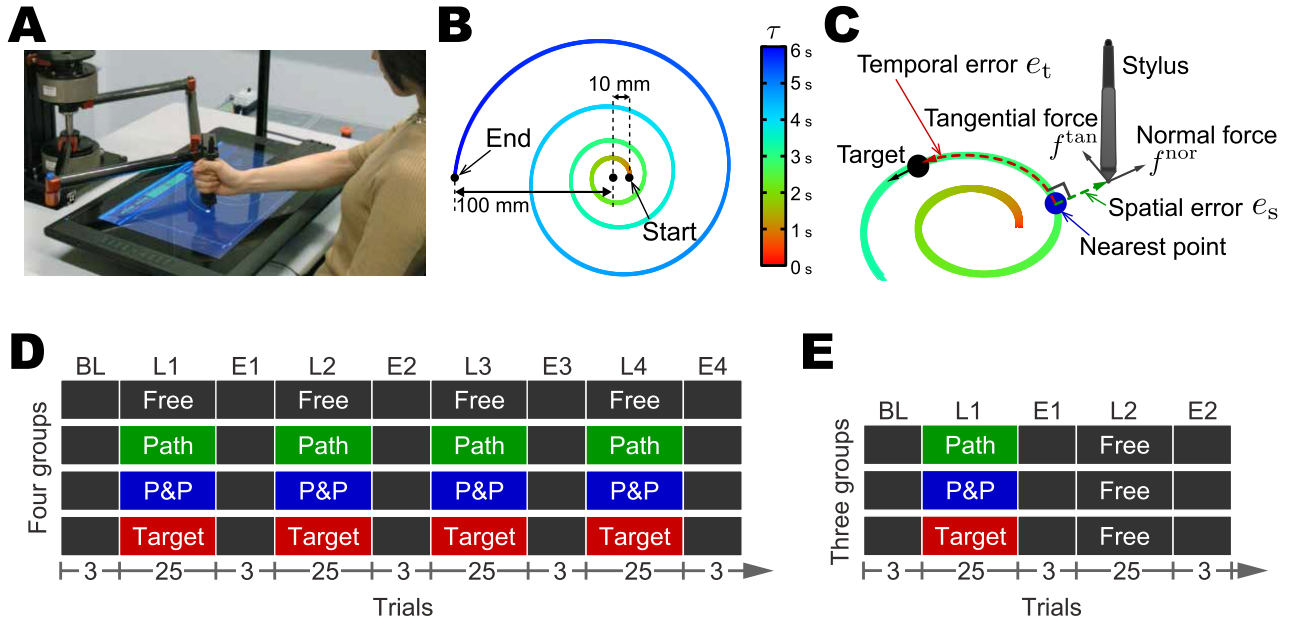 A
B
τ
6 s
5 s
4 s
3 s
2 s
1 s
0 s
10 mm
End
100 mm
Start
C
Temporal error e_t
Stylus
Tangential force
f^tan
Normal force
f^nor
Target
Spatial error e_s
Nearest point
D
BL L1 E1 L2 E2 L3 E3 L4 E4
Four groups
Free Free Free Free
Path Path Path Path
P&P P&P P&P P&P
Target Target Target Target
3 25 3 25 3 25 3 25 3
Trials
E
BL L1 E1 L2 E2
Three groups
Path Free
P&P Free
Target Free
3 25 3 25 3
Trials